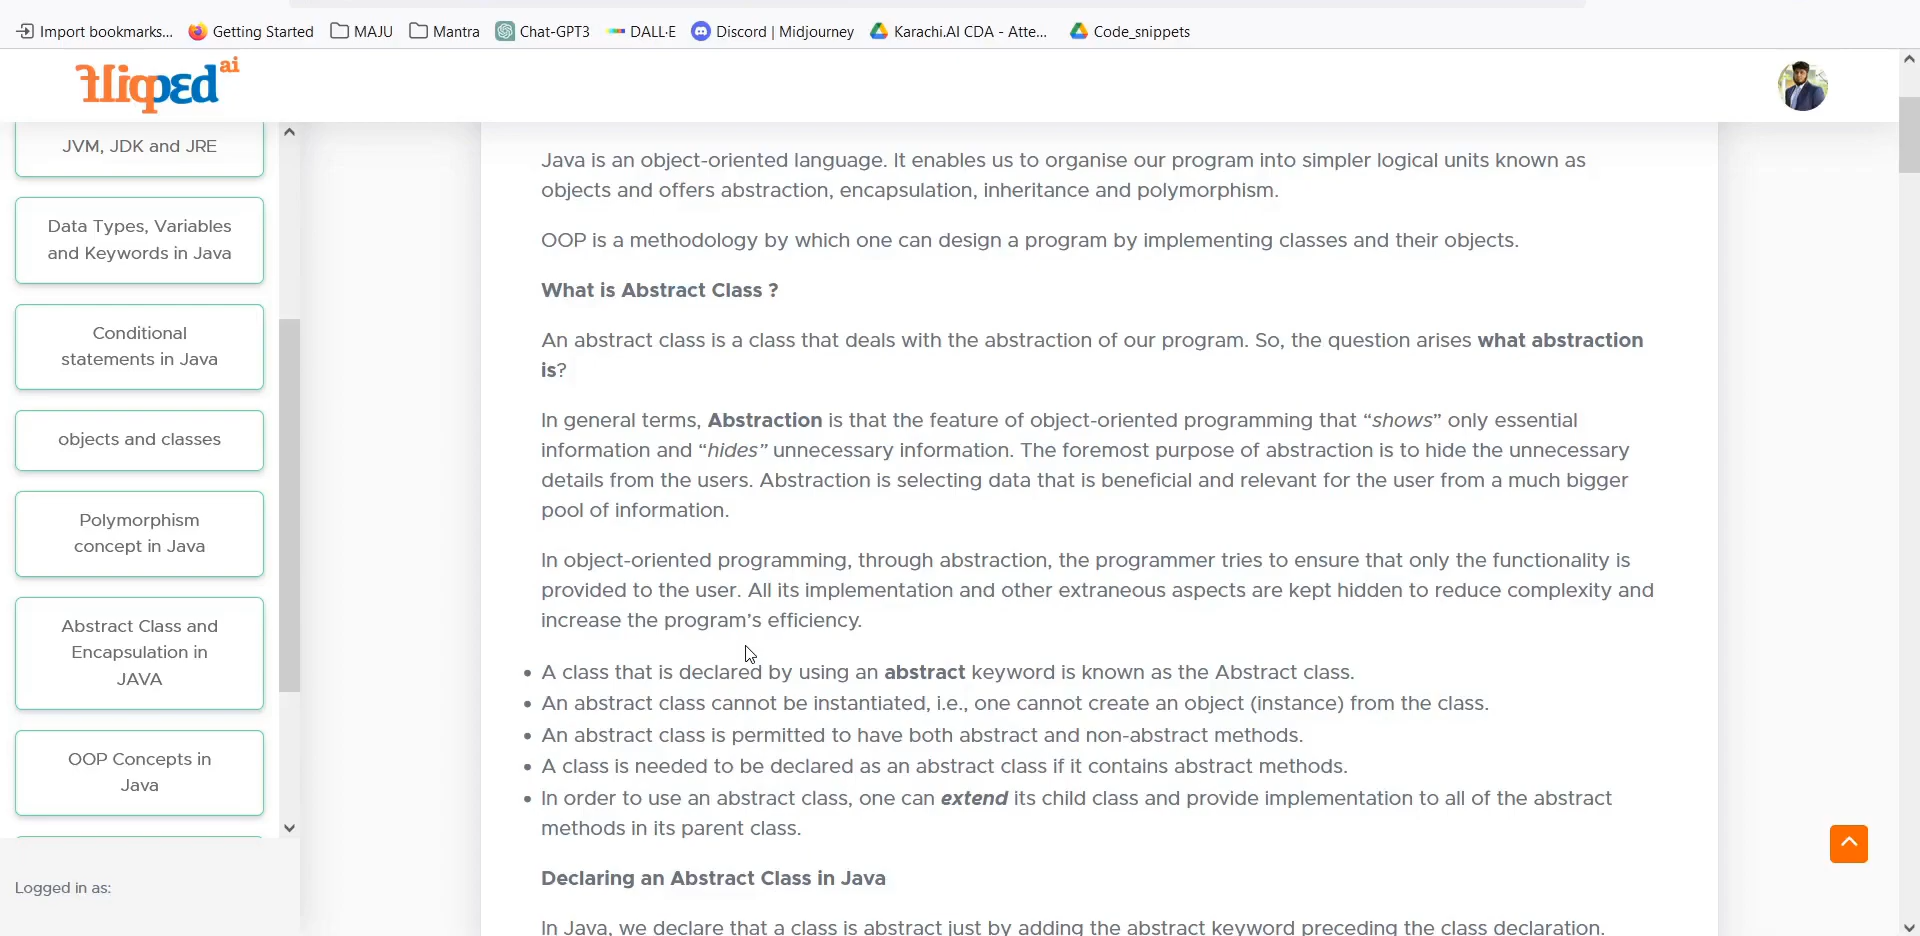 Import bookmarks...
Getting Started
MAJU
Mantra
Chat-GPT3
DALL·E
Discord | Midjourney
Karachi.AI CDA - Atte...
Code_snippets
fliqpɛd ai
JVM, JDK and JRE
Data Types, Variables
and Keywords in Java
Conditional
statements in Java
objects and classes
Polymorphism
concept in Java
Abstract Class and
Encapsulation in
JAVA
OOP Concepts in
Java
Logged in as:
Java is an object-oriented language. It enables us to organise our program into simpler logical units known as
objects and offers abstraction, encapsulation, inheritance and polymorphism.
OOP is a methodology by which one can design a program by implementing classes and their objects.
What is Abstract Class ?
An abstract class is a class that deals with the abstraction of our program. So, the question arises what abstraction
is?
In general terms, Abstraction is that the feature of object-oriented programming that “shows” only essential
information and “hides” unnecessary information. The foremost purpose of abstraction is to hide the unnecessary
details from the users. Abstraction is selecting data that is beneficial and relevant for the user from a much bigger
pool of information.
In object-oriented programming, through abstraction, the programmer tries to ensure that only the functionality is
provided to the user. All its implementation and other extraneous aspects are kept hidden to reduce complexity and
increase the program's efficiency.
• A class that is declared by using an abstract keyword is known as the Abstract class.
• An abstract class cannot be instantiated, i.e., one cannot create an object (instance) from the class.
• An abstract class is permitted to have both abstract and non-abstract methods.
• A class is needed to be declared as an abstract class if it contains abstract methods.
• In order to use an abstract class, one can extend its child class and provide implementation to all of the abstract
methods in its parent class.
Declaring an Abstract Class in Java
In Java, we declare that a class is abstract just by adding the abstract keyword preceding the class declaration.